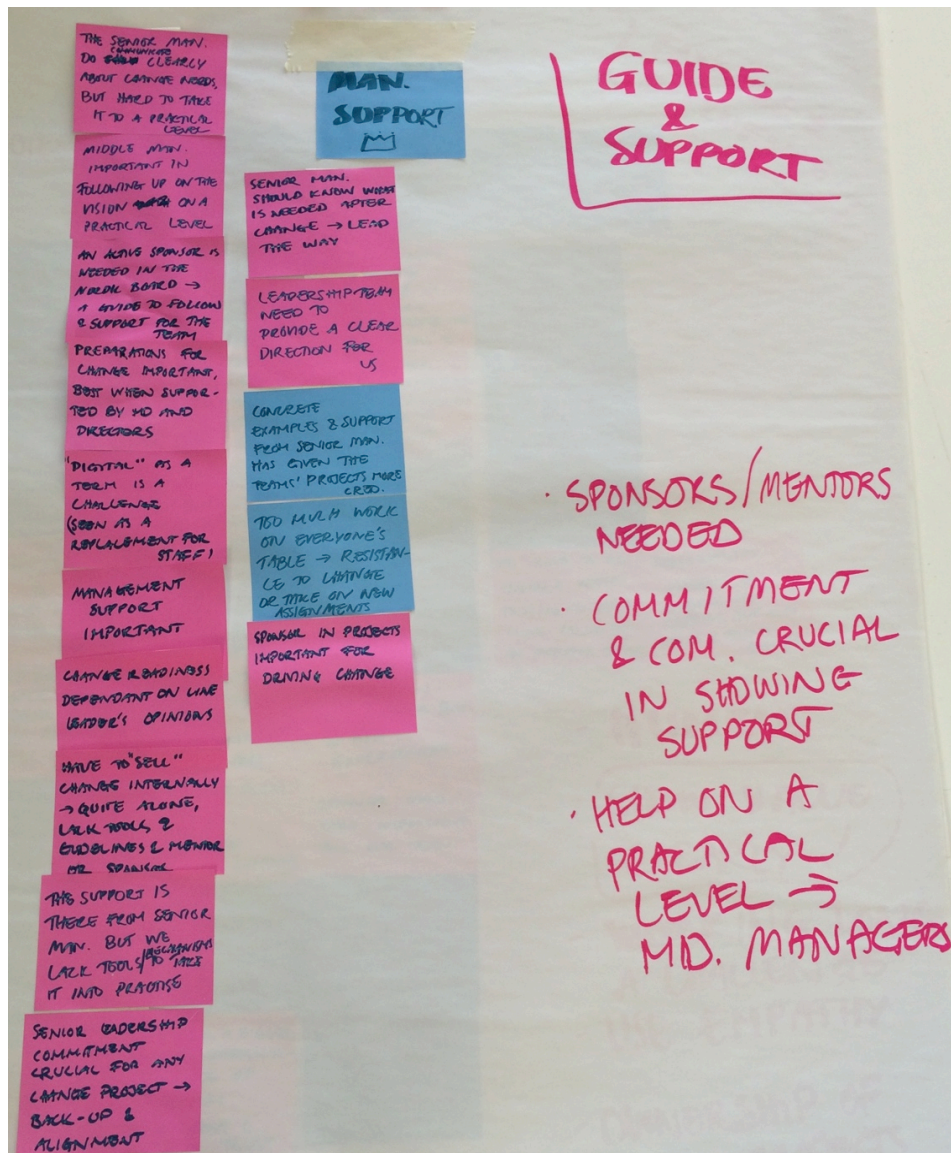 THE SENIOR MAN.
DO COMMUNICATE CLEARLY
ABOUT CHANGE NEEDS,
BUT HARD TO TAKE
IT TO A PRACTICAL
LEVEL
MIDDLE MAN.
IMPORTANT IN
FOLLOWING UP ON THE
VISION ON A
PRACTICAL LEVEL
AN ACTIVE SPONSOR IS
NEEDED IN THE
NORDIC BOARD →
A GUIDE TO FOLLOW
& SUPPORT FOR THE
TEAM
PREPARATIONS FOR
CHANGE IMPORTANT,
BEST WHEN SUPPOR-
TED BY MD AND
DIRECTORS
"DIGITAL" AS A
TERM IS A
CHALLENGE
(SEEN AS A
REPLACEMENT FOR
STAFF!
MANAGEMENT
SUPPORT
IMPORTANT
CHANGE READINESS
DEPENDANT ON LINE
LEADER'S OPINIONS
HAVE TO "SELL"
CHANGE INTERNALLY
→ QUITE ALONE,
LACK TOOLS &
GUIDELINES & MENTOR
OR SPONSOR
THE SUPPORT IS
THERE FROM SENIOR
MAN. BUT WE
LACK TOOLS/ TO TAKE
IT INTO PRACTISE
SENIOR LEADERSHIP
COMMITMENT
CRUCIAL FOR ANY
CHANGE PROJECT →
BACK-UP &
ALIGNMENT
MAN.
SUPPORT
SENIOR MAN.
SHOULD KNOW WHAT
IS NEEDED AFTER
CHANGE → LEAD
THE WAY
LEADERSHIP TEAM
NEED TO
PROVIDE A CLEAR
DIRECTION FOR
US
CONCRETE
EXAMPLES & SUPPORT
FROM SENIOR MAN.
HAS GIVEN THE
TEAMS' PROJECTS MORE
CRED.
TOO MUCH WORK
ON EVERYONE'S
TABLE → RESISTAN-
CE TO CHANGE
OR TAKE ON NEW
ASSIGNMENTS
SPONSOR IN PROJECTS
IMPORTANT FOR
DRIVING CHANGE
GUIDE
&
SUPPORT
· SPONSORS/MENTORS
NEEDED
· COMMITMENT
& COM. CRUCIAL
IN SHOWING
SUPPORT
· HELP ON A
PRACTICAL
LEVEL →
MID. MANAGERS